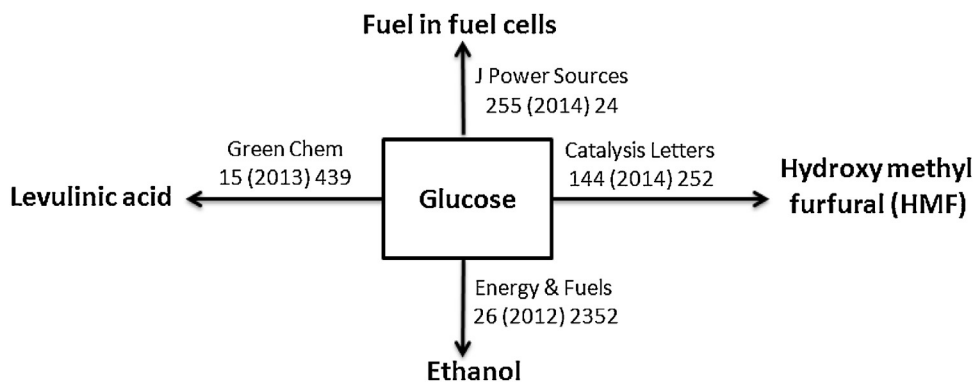 Fuel in fuel cells
J Power Sources
255 (2014) 24
Green Chem
15 (2013) 439
Catalysis Letters
144 (2014) 252
Levulinic acid
Glucose
Hydroxy methyl
furfural (HMF)
Energy & Fuels
26 (2012) 2352
Ethanol